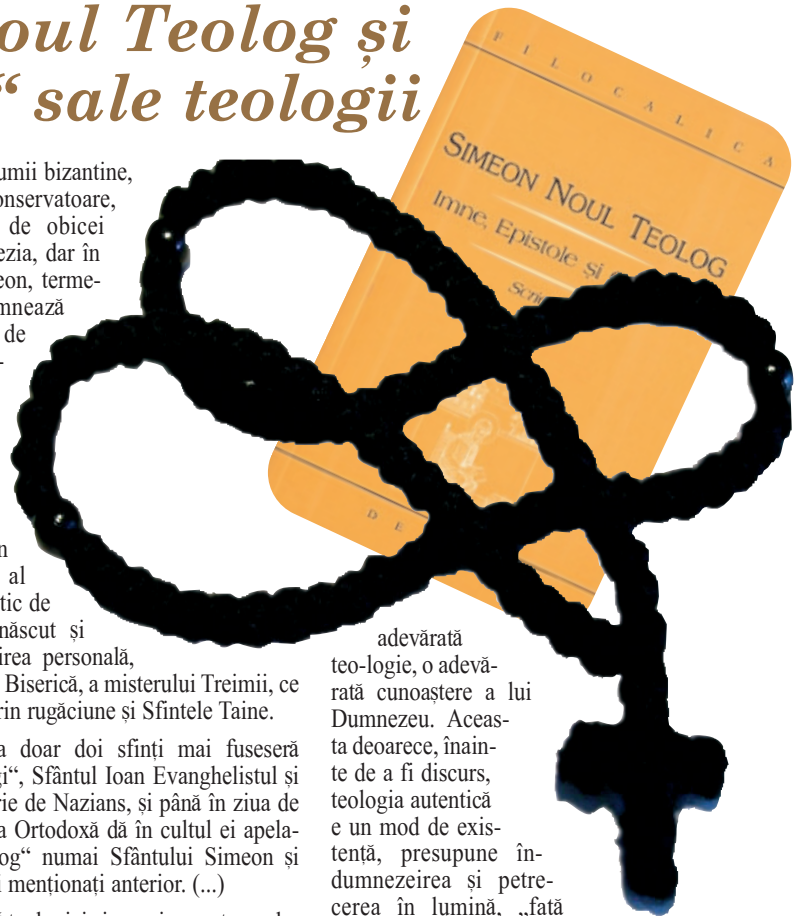 oul Teolog și
“ sale teologii
FILOCALICA
SIMEON NOUL TEOLOG
Imne, Epistole și
DE
umii bizantine,
onservatoare,
de obicei
ezia, dar în
eon, terme-
mnează
de
-
n
al
tic de
născut și
irea personală,
Biserică, a misterului Treimii, ce
rin rugăciune și Sfintele Taine.
a doar doi sfinți mai fuseseră
gi“, Sfântul Ioan Evanghelistul și
rie de Nazians, și până în ziua de
a Ortodoxă dă în cultul ei apela-
og“ numai Sfântului Simeon și
i menționați anterior. (...)
adevărată
teo-logie, o adevă-
rată cunoaștere a lui
Dumnezeu. Aceas-
ta deoarece, înain-
te de a fi discurs,
teologia autentică
e un mod de exis-
tență, presupune în-
dumnezeirea și petre-
cerea în lumină, „față